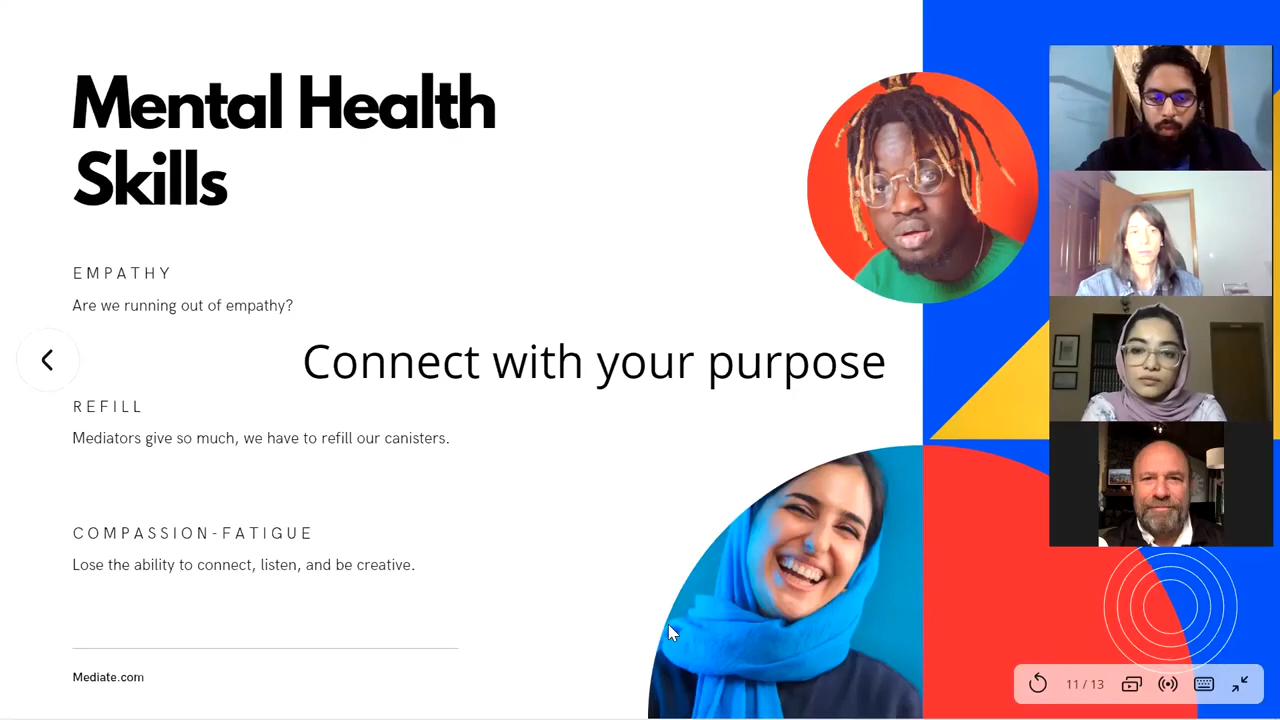 Mental Health
Skills
EMPATHY
Are we running out of empathy?
Connect with your purpose
REFILL
Mediators give so much, we have to refill our canisters.
COMPASSION-FATIGUE
Lose the ability to connect, listen, and be creative.
Mediate.com
11 / 13